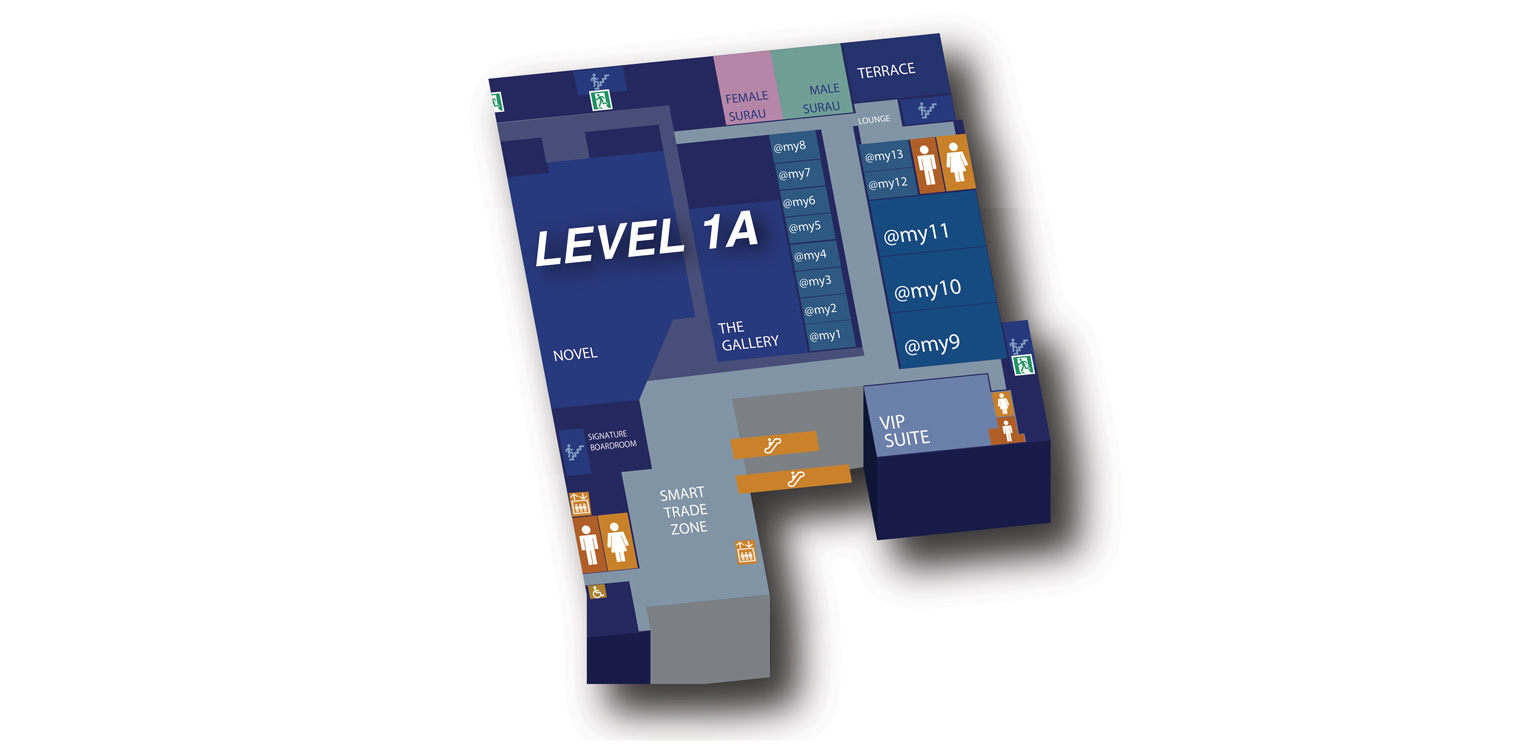 FEMALE
SURAU
MALE
SURAU
TERRACE
LOUNGE
@my8
@my7
@my6
@my5
@my4
@my3
@my2
@my1
@my13
@my12
@my11
@my10
@my9
LEVEL 1A
THE
GALLERY
NOVEL
SIGNATURE
BOARDROOM
VIP
SUITE
SMART
TRADE
ZONE